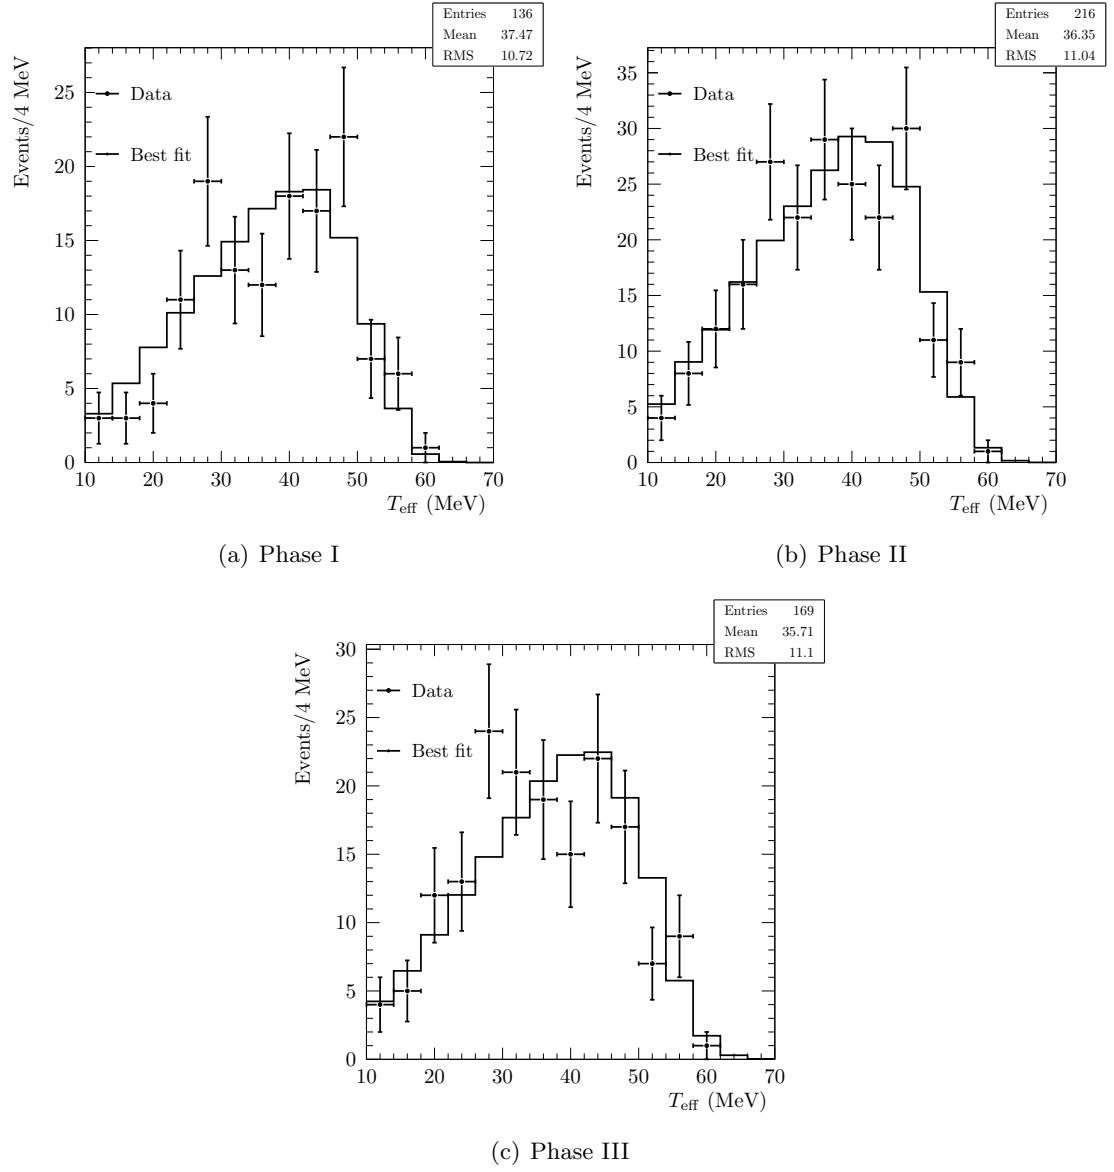 Entries 136
Mean 37.47
RMS 10.72
Events/4 MeV
Data
Best fit
25
20
15
10
5
0
10 20 30 40 50 60 70
T_eff (MeV)
(a) Phase I
Entries 216
Mean 36.35
RMS 11.04
Events/4 MeV
Data
Best fit
35
30
25
20
15
10
5
0
10 20 30 40 50 60 70
T_eff (MeV)
(b) Phase II
Entries 169
Mean 35.71
RMS 11.1
Events/4 MeV
Data
Best fit
30
25
20
15
10
5
0
10 20 30 40 50 60 70
T_eff (MeV)
(c) Phase III